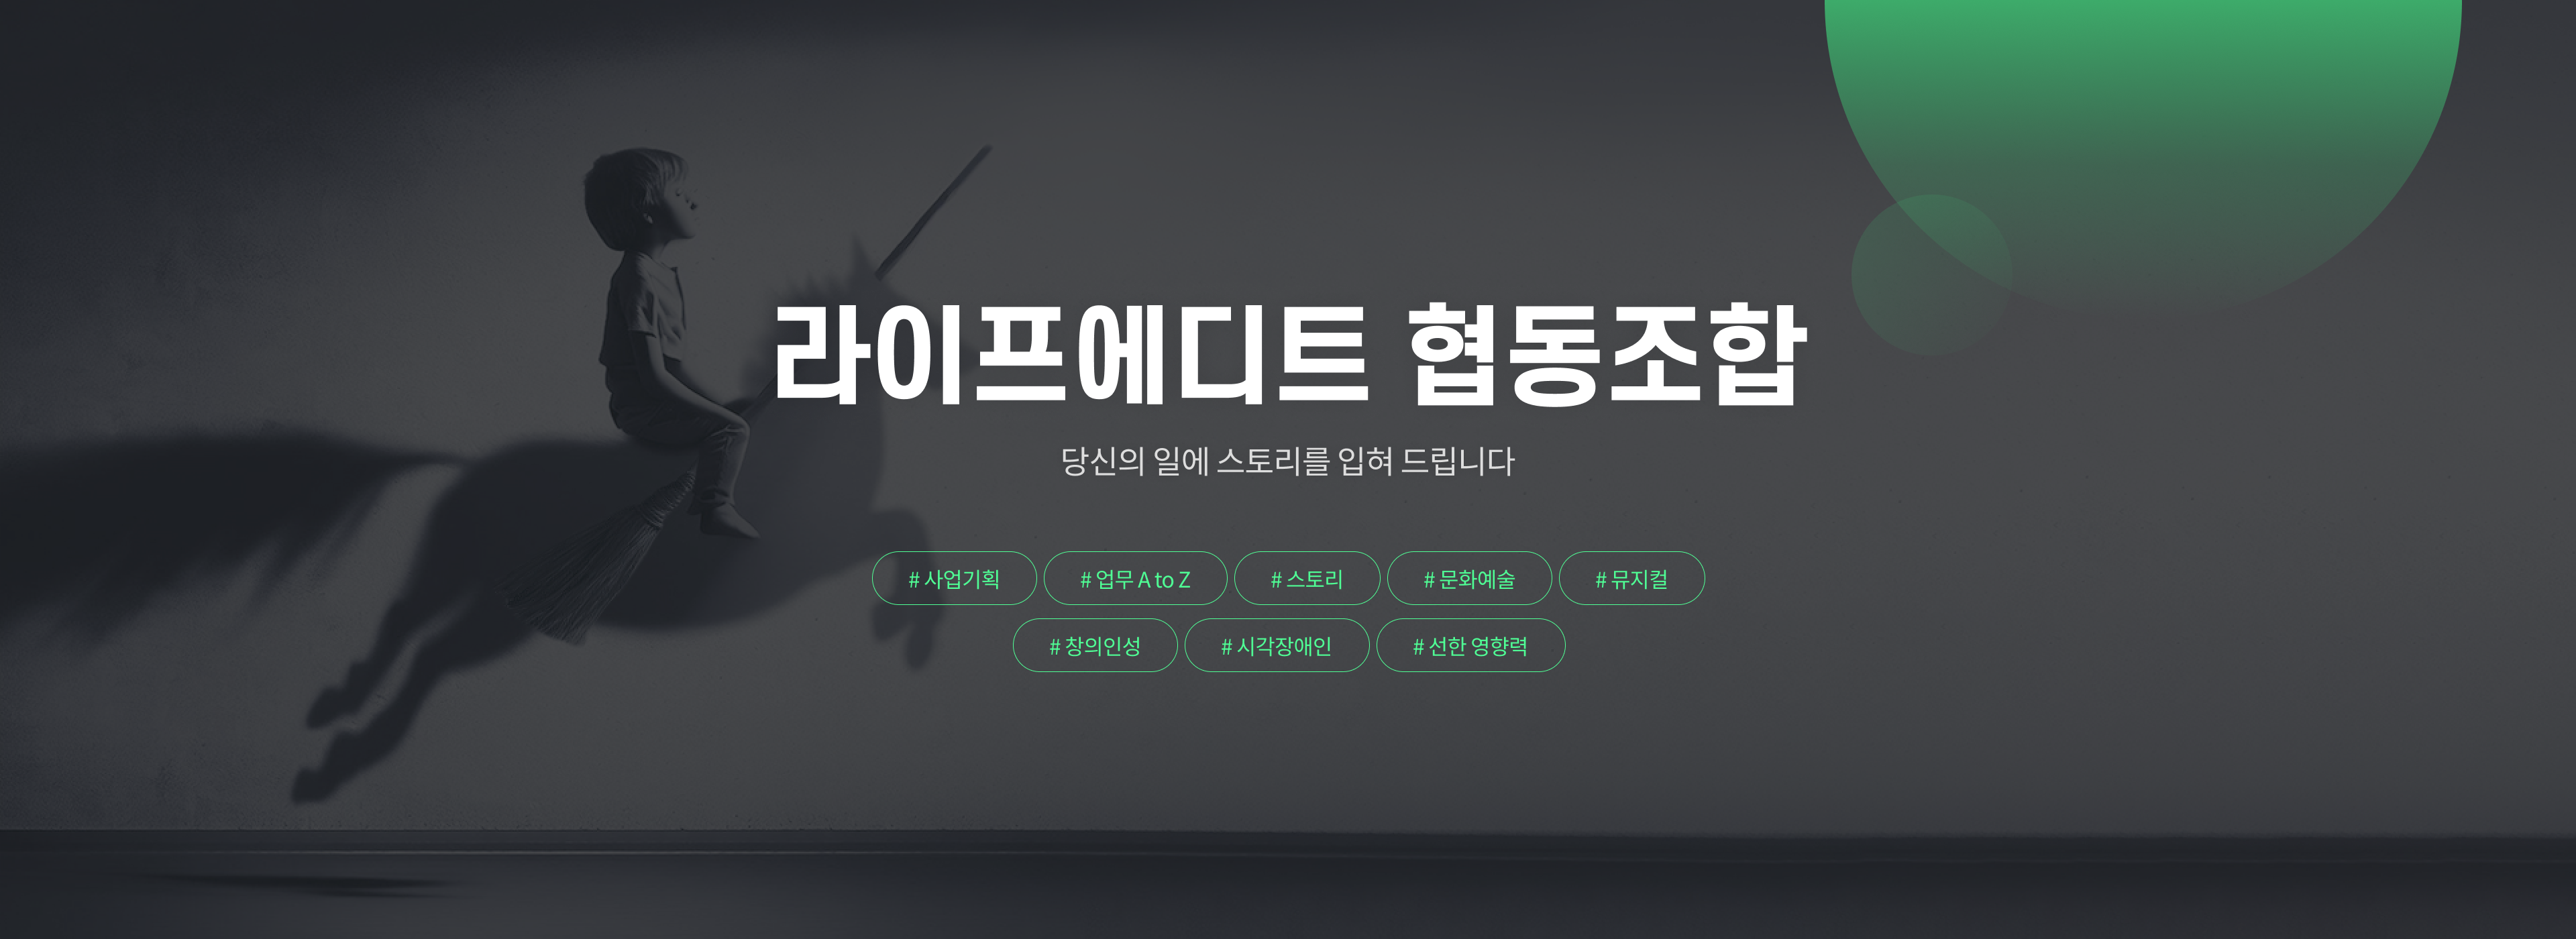 라이프에디트 협동조합
당신의 일에 스토리를 입혀 드립니다
# 사업기획 # 업무 A to Z # 스토리 # 문화예술 # 뮤지컬
# 창의인성 # 시각장애인 # 선한 영향력